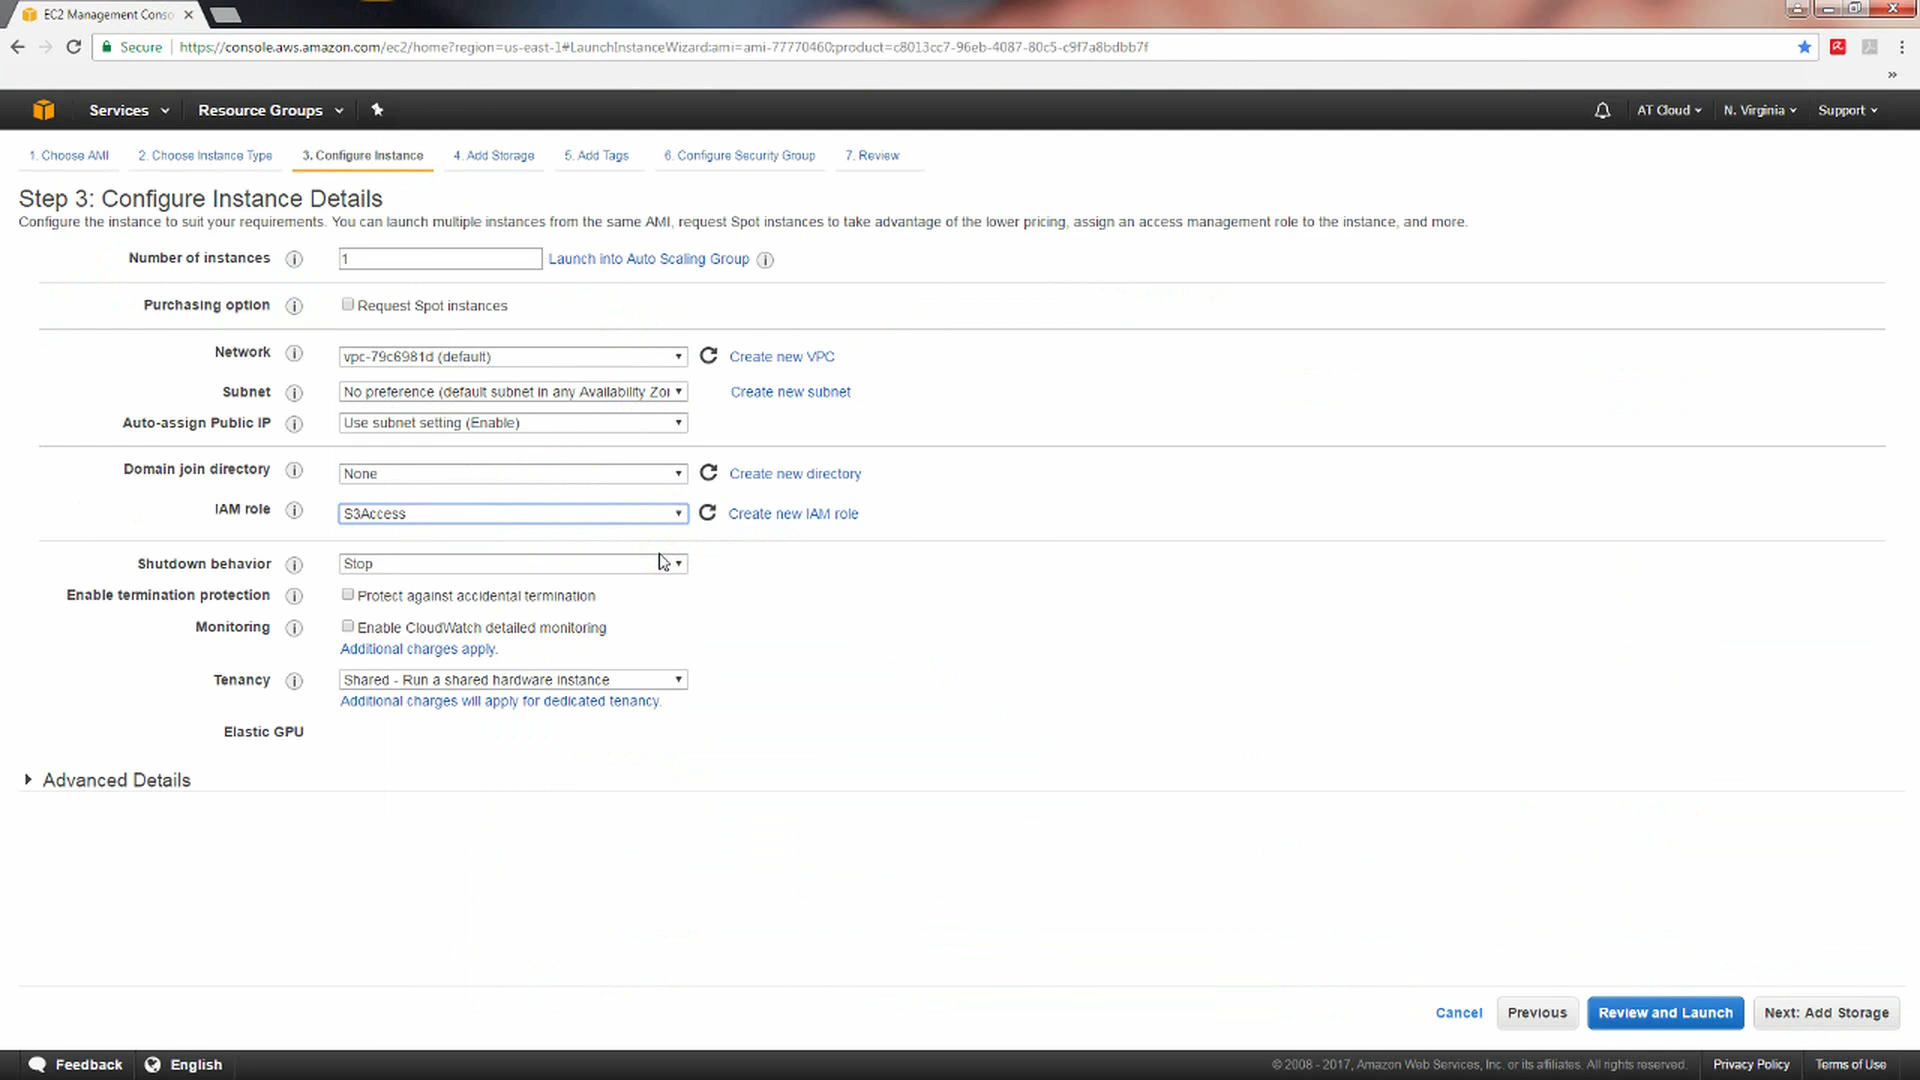 EC2 Management Conso
Secure
https://console.aws.amazon.com/ec2/home?region=us-east-1#LaunchInstanceWizard:ami=ami-77770460;product=c8013cc7-96eb-4087-80c5-c9f7a8bdbb7f
»
Services Resource Groups AT Cloud N. Virginia Support
1. Choose AMI 2. Choose Instance Type 3. Configure Instance 4. Add Storage 5. Add Tags 6. Configure Security Group 7. Review
Step 3: Configure Instance Details
Configure the instance to suit your requirements. You can launch multiple instances from the same AMI, request Spot instances to take advantage of the lower pricing, assign an access management role to the instance, and more.
Number of instances i 1 Launch into Auto Scaling Group i
Purchasing option i Request Spot instances
Network i vpc-79c6981d (default) Create new VPC
Subnet i No preference (default subnet in any Availability Zo Create new subnet
Auto-assign Public IP i Use subnet setting (Enable)
Domain join directory i None Create new directory
IAM role i S3Access Create new IAM role
Shutdown behavior i Stop
Enable termination protection i Protect against accidental termination
Monitoring i Enable CloudWatch detailed monitoring
Additional charges apply.
Tenancy i Shared - Run a shared hardware instance
Additional charges will apply for dedicated tenancy.
Elastic GPU
Advanced Details
Cancel Previous Review and Launch Next: Add Storage
Feedback English © 2008 - 2017, Amazon Web Services, Inc. or its affiliates. All rights reserved. Privacy Policy Terms of Use